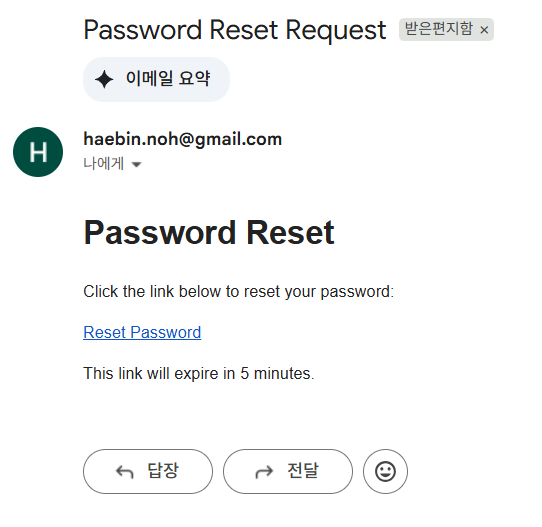 Password Reset Request 받은편지함 ×
이메일 요약
H
haebin.noh@gmail.com
나에게
Password Reset
Click the link below to reset your password:
Reset Password
This link will expire in 5 minutes.
답장 전달